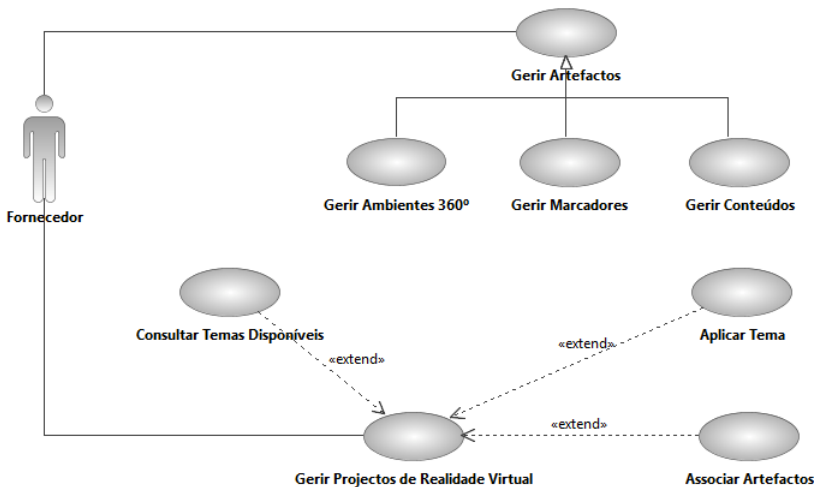 Gerir Artefactos
Fornecedor
Gerir Ambientes 360º
Gerir Marcadores
Gerir Conteúdos
Consultar Temas Disponíveis
Aplicar Tema
«extend»
«extend»
«extend»
Gerir Projectos de Realidade Virtual
Associar Artefactos